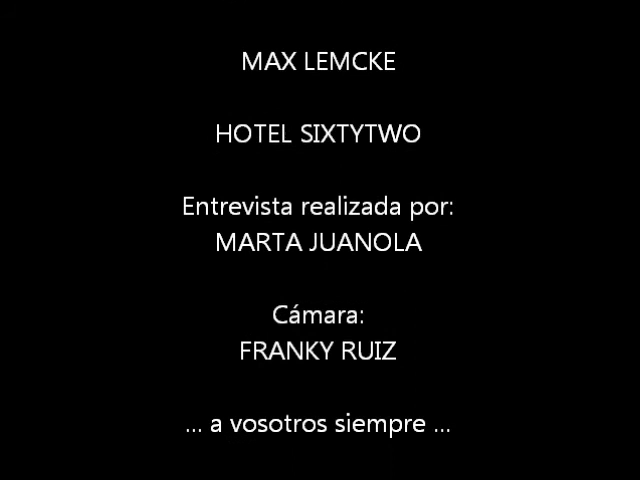 MAX LEMCKE
HOTEL SIXTYTWO
Entrevista realizada por:
MARTA JUANOLA
Cámara:
FRANKY RUIZ
... a vosotros siempre ...